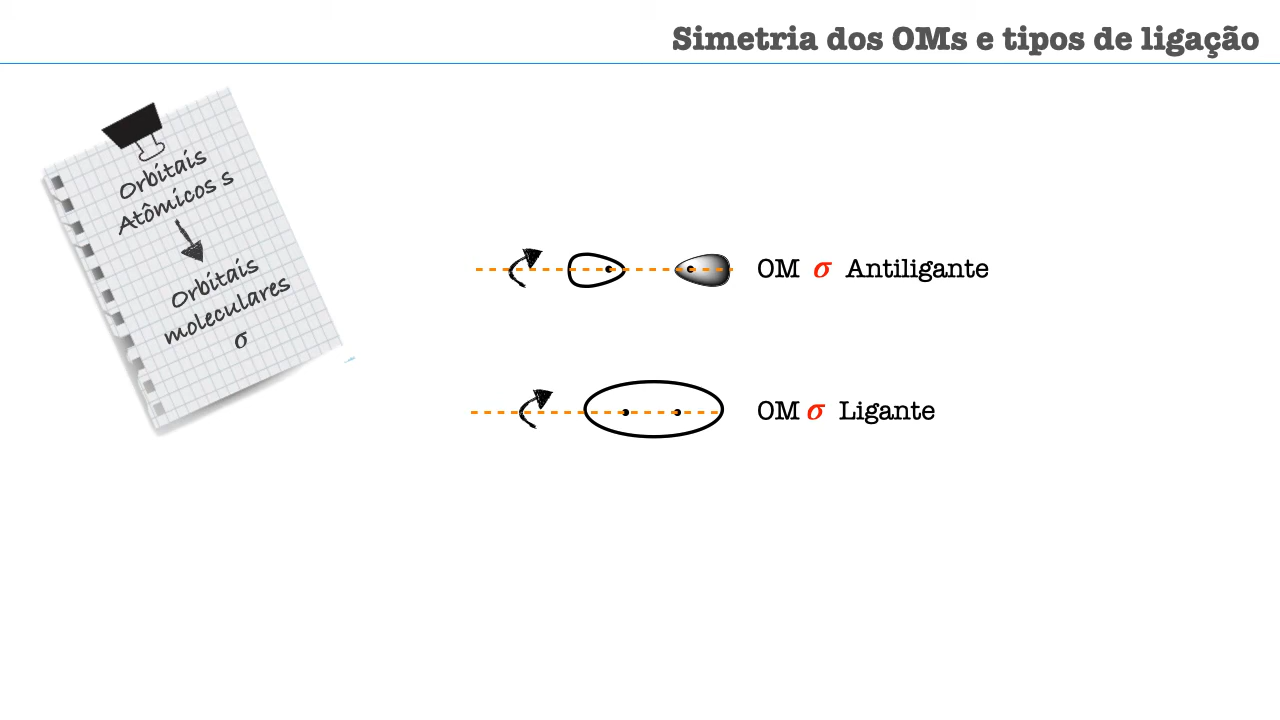 Simetria dos OMs e tipos de ligação
Orbitais
Atômicos s
Orbitais
moleculares
σ
OM σ Antiligante
OM σ Ligante